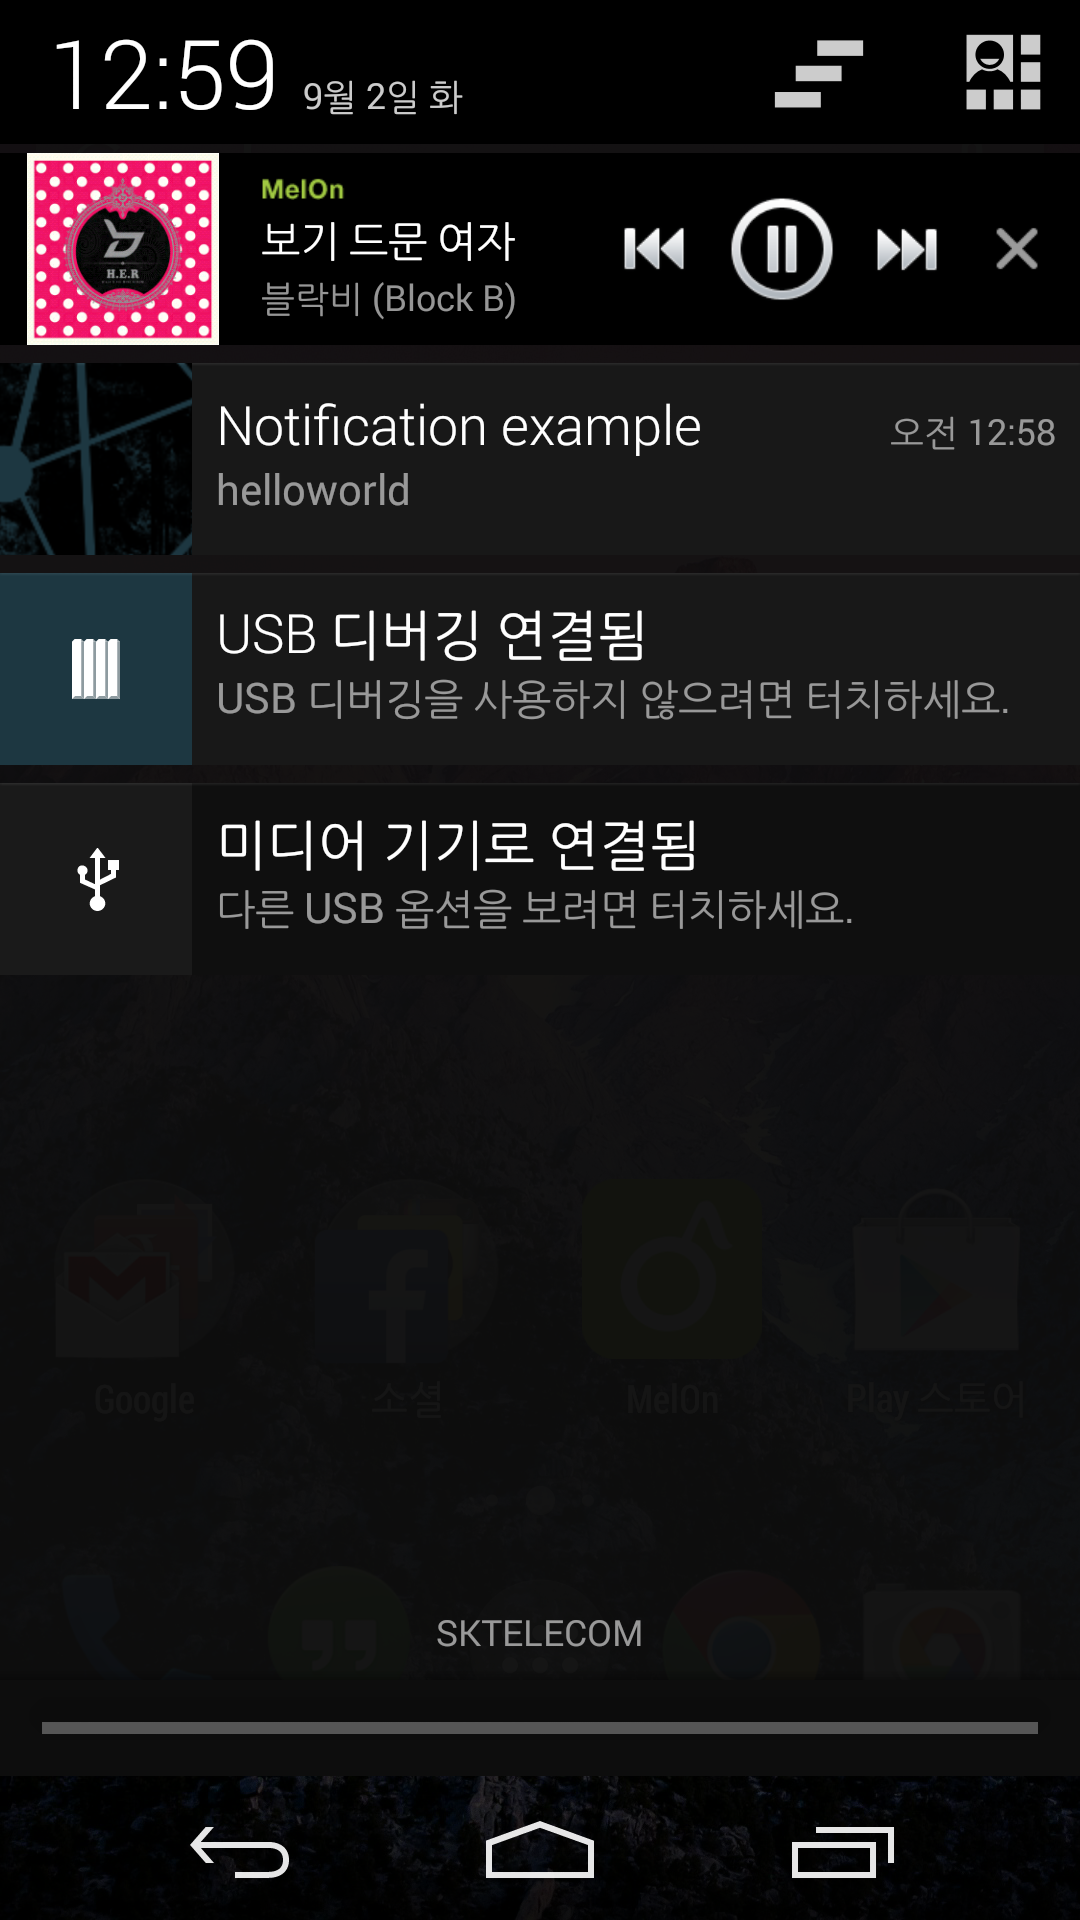 12:59 9월 2일 화
H.E.R
MelOn
보기 드문 여자
블락비 (Block B)
Notification example
오전 12:58
helloworld
USB 디버깅 연결됨
USB 디버깅을 사용하지 않으려면 터치하세요.
미디어 기기로 연결됨
다른 USB 옵션을 보려면 터치하세요.
Google 소셜 MelOn Play 스토어
SKTELECOM